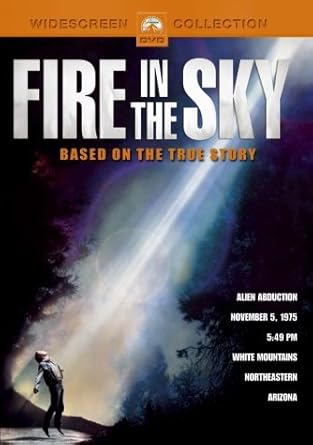 WIDESCREEN COLLECTION
DVD
FIRE IN THE SKY
BASED ON THE TRUE STORY
ALIEN ABDUCTION
NOVEMBER 5, 1975
5:49 PM
WHITE MOUNTAINS
NORTHEASTERN
ARIZONA